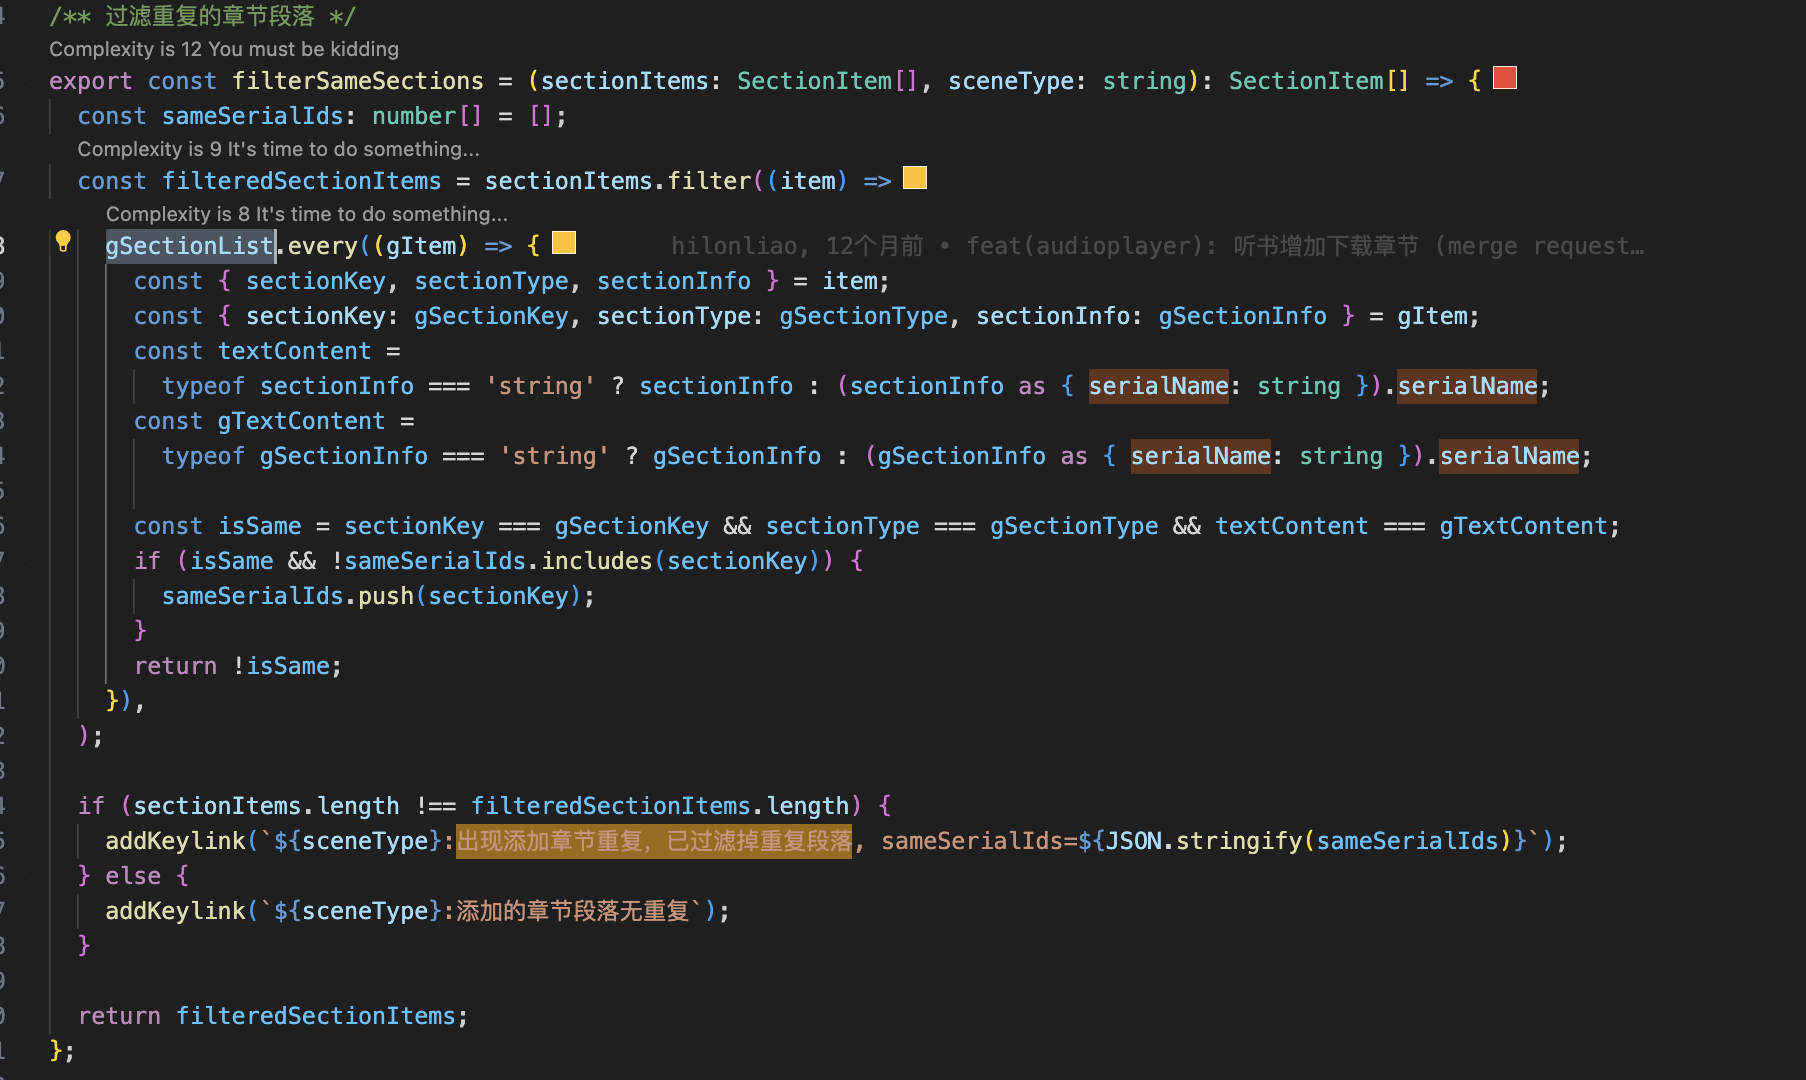 /** 过滤重复的章节段落 */
Complexity is 12 You must be kidding
export const filterSameSections = (sectionItems: SectionItem[], sceneType: string): SectionItem[] => {
const sameSerialIds: number[] = [];
Complexity is 9 It's time to do something...
const filteredSectionItems = sectionItems.filter((item) =>
Complexity is 8 It's time to do something...
gSectionList.every((gItem) => { hilonliao, 12个月前 • feat(audioplayer): 听书增加下载章节 (merge request…
const { sectionKey, sectionType, sectionInfo } = item;
const { sectionKey: gSectionKey, sectionType: gSectionType, sectionInfo: gSectionInfo } = gItem;
const textContent =
typeof sectionInfo === 'string' ? sectionInfo : (sectionInfo as { serialName: string }).serialName;
const gTextContent =
typeof gSectionInfo === 'string' ? gSectionInfo : (gSectionInfo as { serialName: string }).serialName;
const isSame = sectionKey === gSectionKey && sectionType === gSectionType && textContent === gTextContent;
if (isSame && !sameSerialIds.includes(sectionKey)) {
sameSerialIds.push(sectionKey);
}
return !isSame;
}),
);
if (sectionItems.length !== filteredSectionItems.length) {
addKeylink(`${sceneType}:出现添加章节重复，已过滤掉重复段落, sameSerialIds=${JSON.stringify(sameSerialIds)}`);
} else {
addKeylink(`${sceneType}:添加的章节段落无重复`);
}
return filteredSectionItems;
};